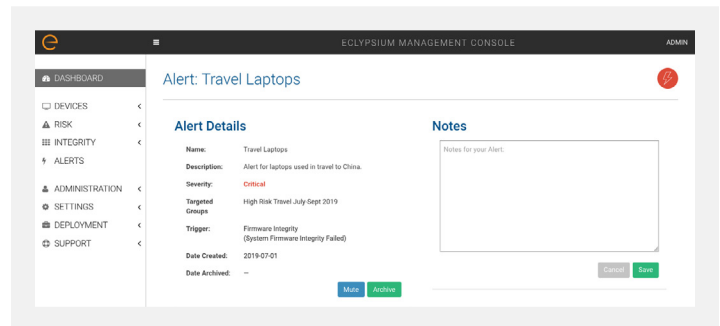 ECLYPSIUM MANAGEMENT CONSOLE
ADMIN
DASHBOARD
DEVICES
RISK
INTEGRITY
ALERTS
ADMINISTRATION
SETTINGS
DEPLOYMENT
SUPPORT
Alert: Travel Laptops
Alert Details
Name: Travel Laptops
Description: Alert for laptops used in travel to China.
Severity: Critical
Targeted Groups High Risk Travel July-Sept 2019
Trigger: Firmware Integrity
(System Firmware Integrity Failed)
Date Created: 2019-07-01
Date Archived: —
Mute Archive
Notes
Notes for your Alert:
Cancel Save